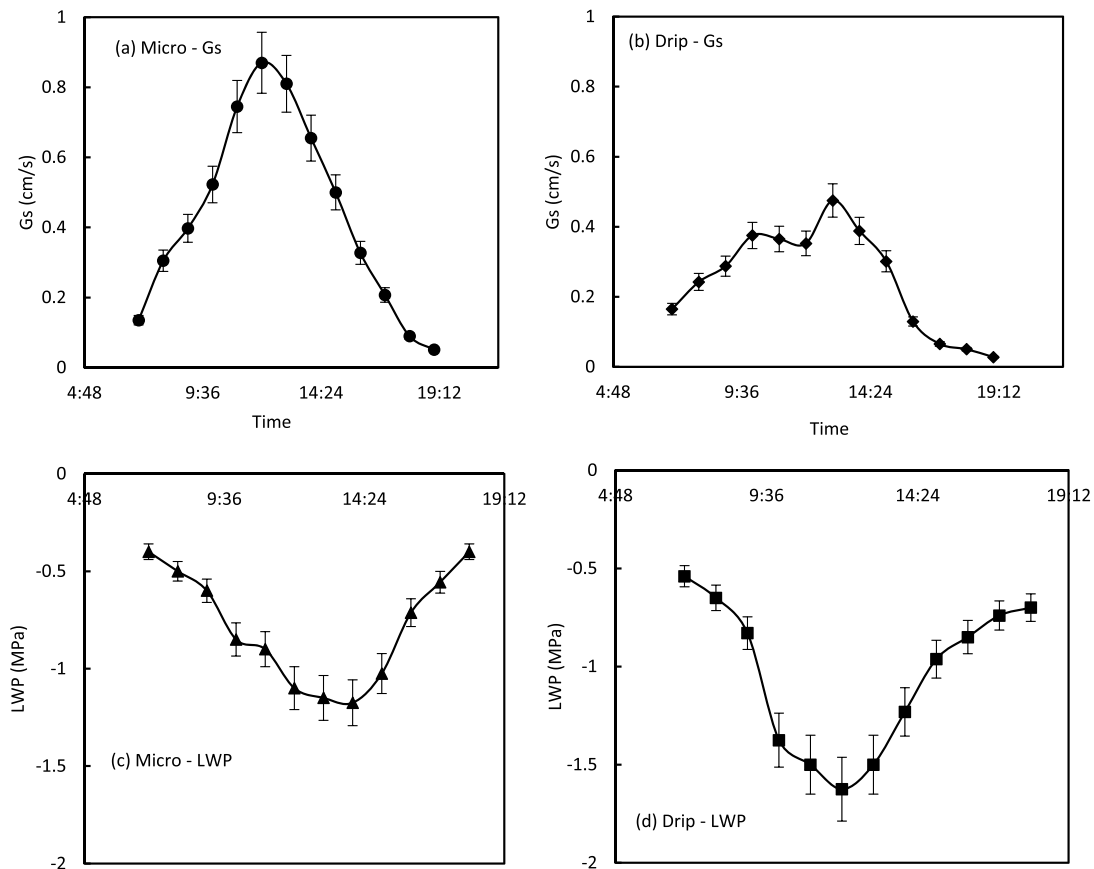 1
0.8
0.6
0.4
0.2
0
Gs (cm/s)
(a) Micro - Gs
4:48 9:36 14:24 19:12
Time
1
0.8
0.6
0.4
0.2
0
Gs (cm/s)
(b) Drip - Gs
4:48 9:36 14:24 19:12
Time
0
-0.5
-1
-1.5
-2
LWP (MPa)
4:48 9:36 14:24 19:12
(c) Micro - LWP
0
-0.5
-1
-1.5
-2
LWP (MPa)
4:48 9:36 14:24 19:12
(d) Drip - LWP